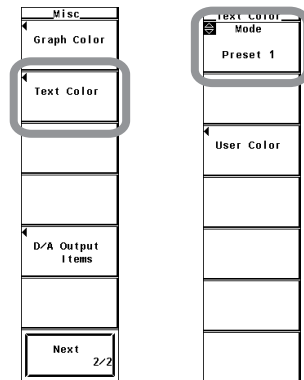 Misc
Graph Color
Text Color
D/A Output
Items
Next
2/2
Text Color
Mode
Preset 1
User Color